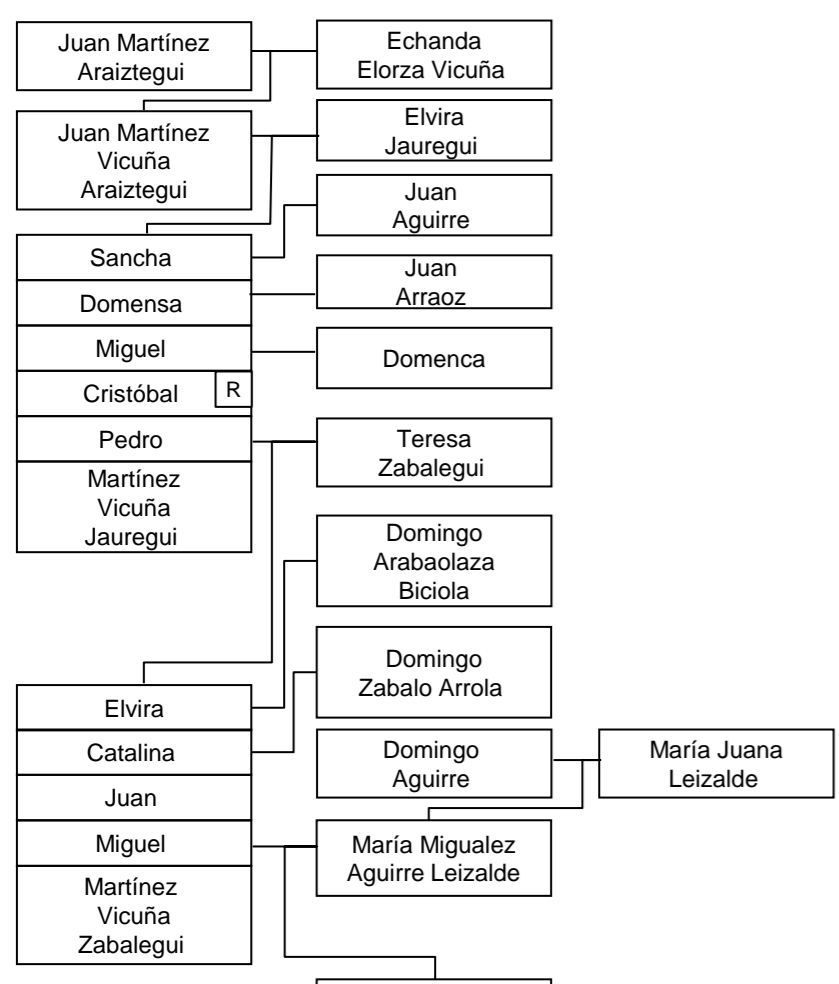 Juan Martínez
Araiztegui
Echanda
Elorza Vicuña
Juan Martínez
Vicuña
Araiztegui
Elvira
Jauregui
Juan
Aguirre
Sancha
Domensa
Juan
Arraoz
Miguel
Domenca
Cristóbal R
Pedro
Teresa
Zabalegui
Martínez
Vicuña
Jauregui
Domingo
Arabaolaza
Biciola
Domingo
Zabalo Arrola
Elvira
Catalina
Domingo
Aguirre
María Juana
Leizalde
Juan
Miguel
María Migualez
Aguirre Leizalde
Martínez
Vicuña
Zabalegui